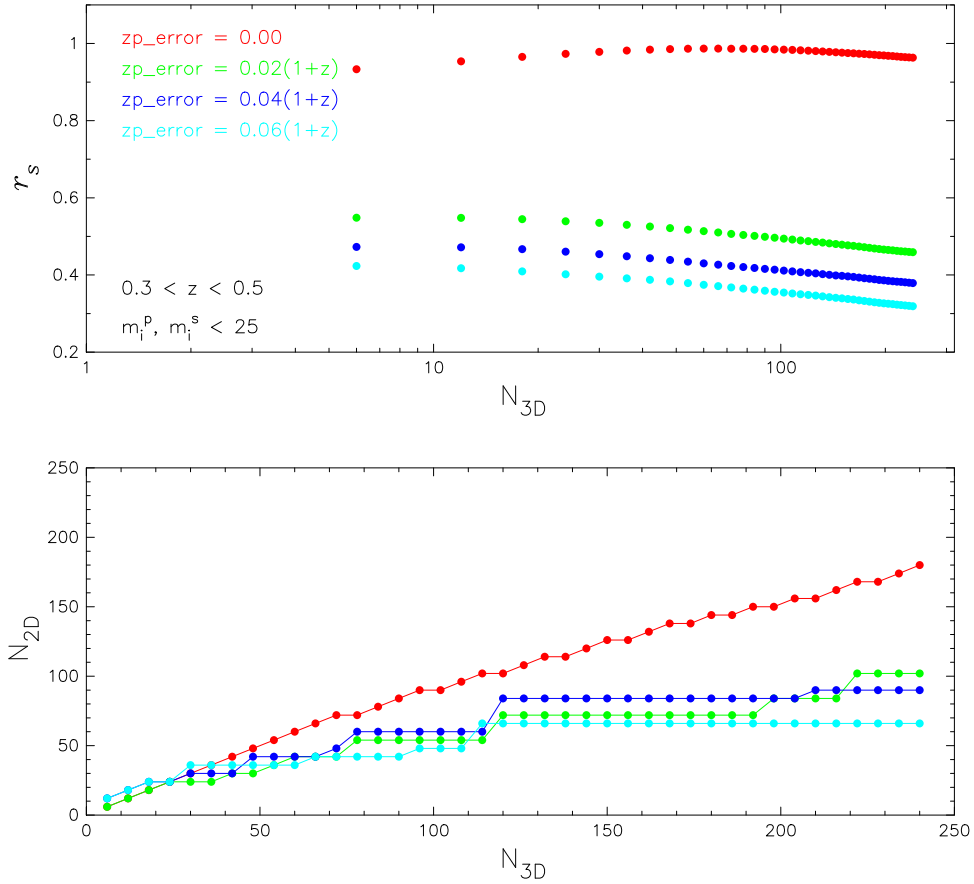 zp_error = 0.00
zp_error = 0.02(1+z)
zp_error = 0.04(1+z)
zp_error = 0.06(1+z)
1
0.8
0.6
0.4
0.2
r_s
0.3 < z < 0.5
m_i^p, m_i^s < 25
1 10 100
N_3D
250
200
150
100
50
0
N_2D
0 50 100 150 200 250
N_3D